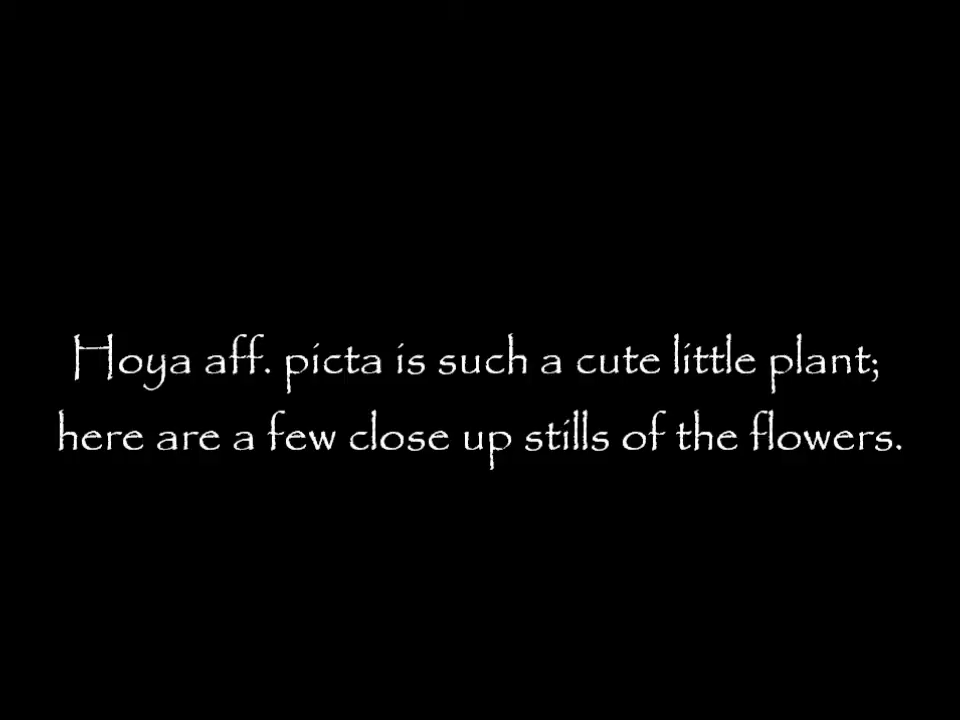 Hoya aff. picta is such a cute little plant;
here are a few close up stills of the flowers.